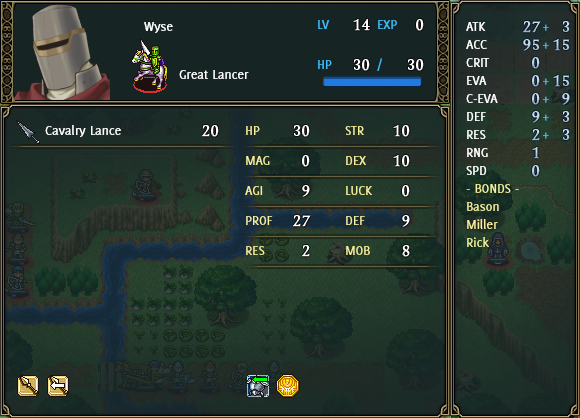 Wyse
LV 14 EXP 0
Great Lancer
HP 30 / 30
Cavalry Lance 20
HP 30 STR 10
MAG 0 DEX 10
AGI 9 LUCK 0
PROF 27 DEF 9
RES 2 MOB 8
ATK 27+ 3
ACC 95+15
CRIT 0
EVA 0+15
C-EVA 0+ 9
DEF 9+ 3
RES 2+ 3
RNG 1
SPD 0
- BONDS -
Bason
Miller
Rick